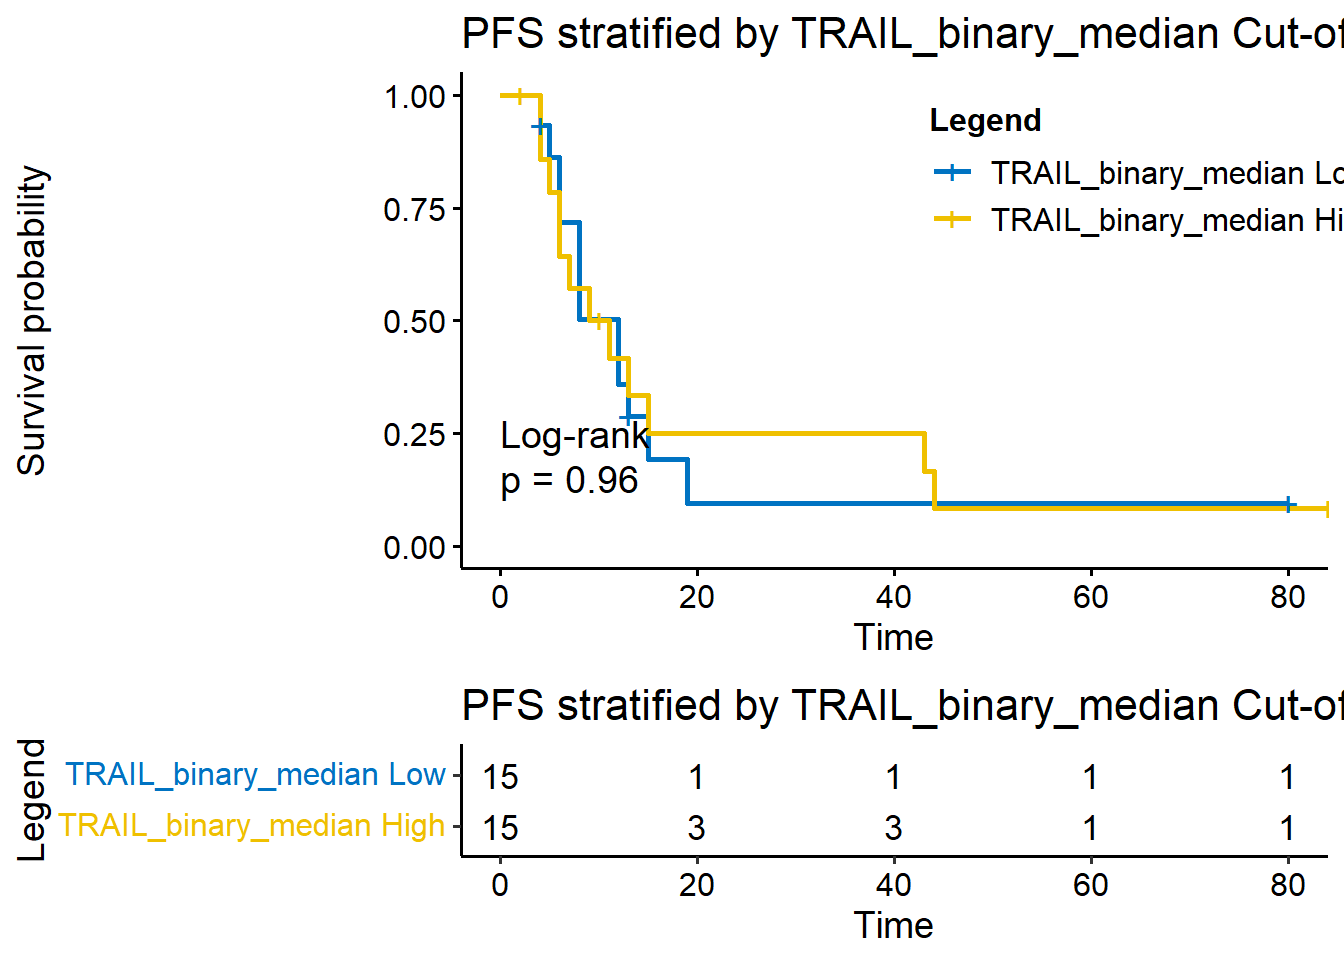 PFS stratified by TRAIL_binary_median Cut-of
Survival probability
1.00
0.75
0.50
0.25
0.00
Legend
TRAIL_binary_median Lo
TRAIL_binary_median Hi
Log-rank
p = 0.96
0 20 40 60 80
Time
PFS stratified by TRAIL_binary_median Cut-of
Legend
TRAIL_binary_median Low 15 1 1 1 1
TRAIL_binary_median High 15 3 3 1 1
0 20 40 60 80
Time